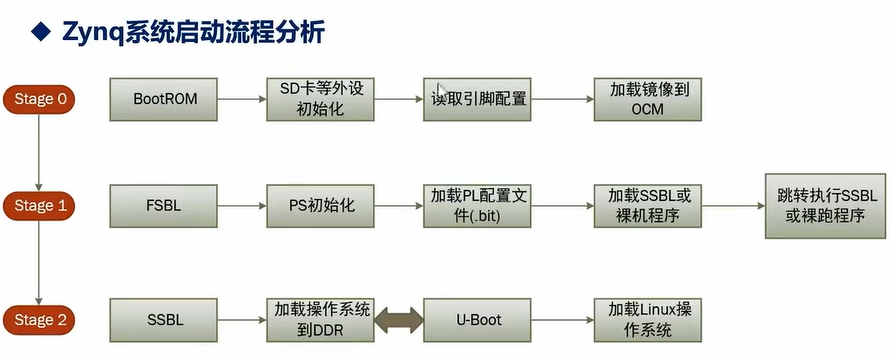 Zynq系统启动流程分析
Stage 0
BootROM
SD卡等外设
初始化
读取引脚配置
加载镜像到
OCM
Stage 1
FSBL
PS初始化
加载PL配置文
件(.bit)
加载SSBL或
裸机程序
跳转执行SSBL
或裸跑程序
Stage 2
SSBL
加载操作系统
到DDR
U-Boot
加载Linux操
作系统